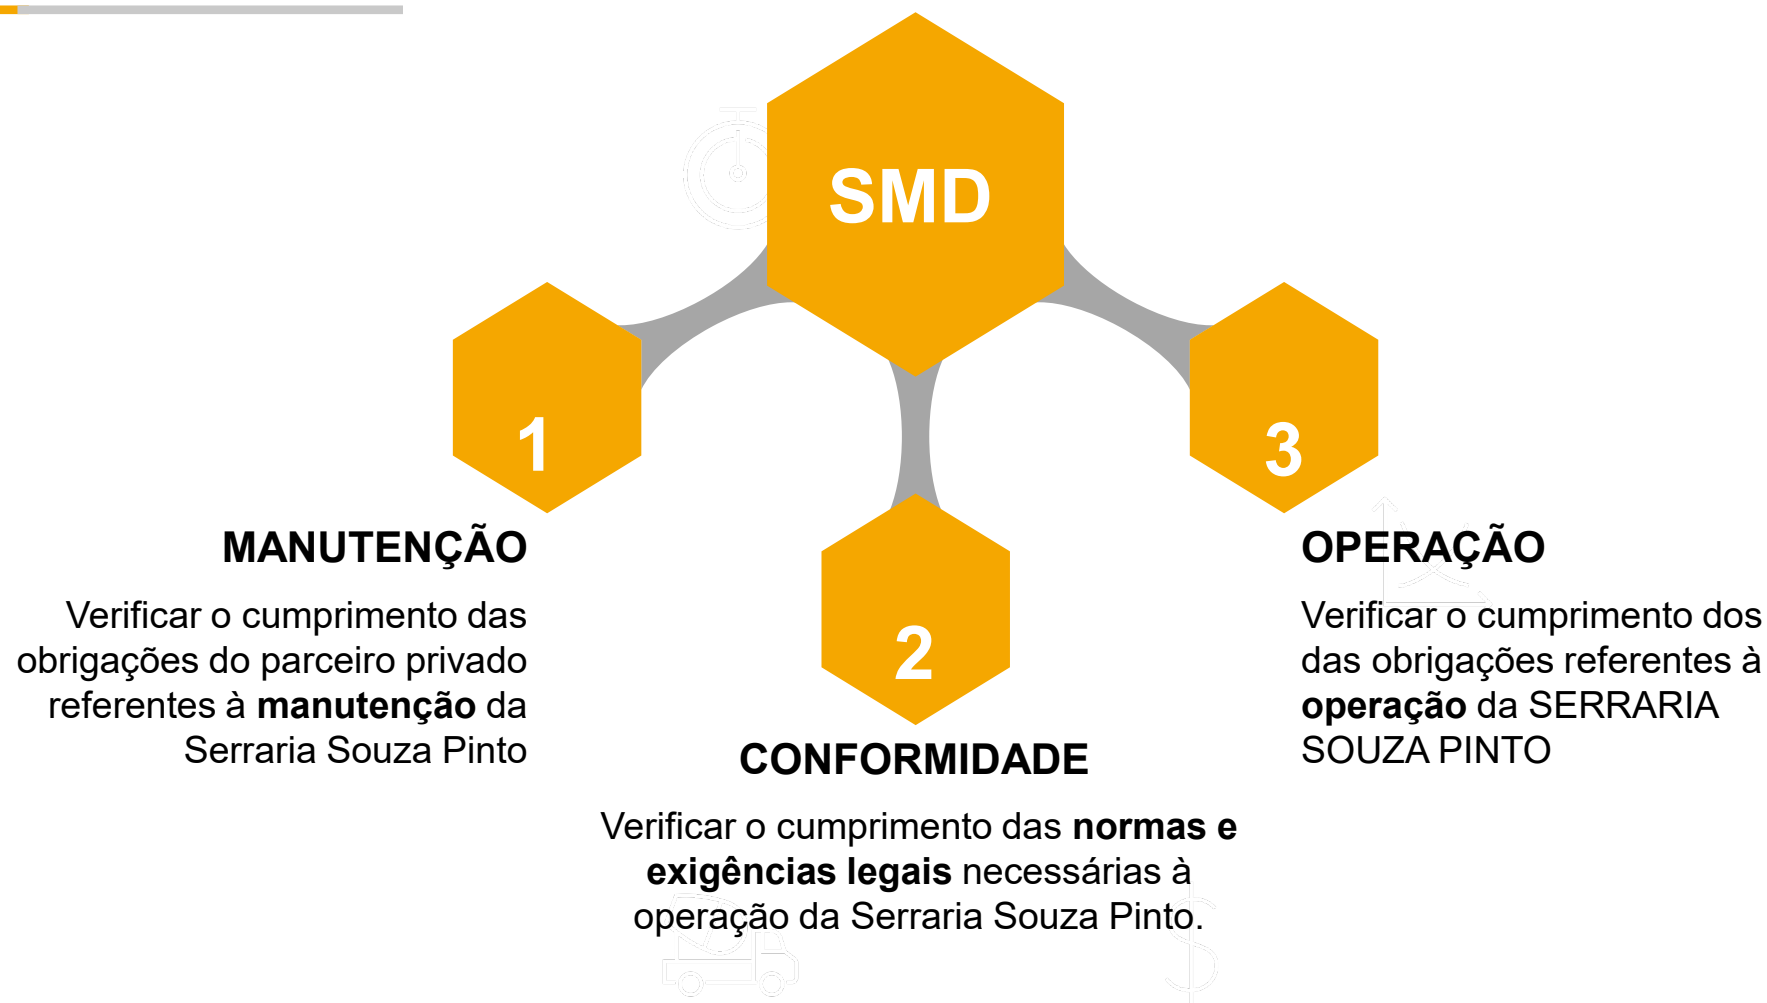 SMD
1
MANUTENÇÃO
Verificar o cumprimento das
obrigações do parceiro privado
referentes à manutenção da
Serraria Souza Pinto
2
CONFORMIDADE
Verificar o cumprimento das normas e
exigências legais necessárias à
operação da Serraria Souza Pinto.
3
OPERAÇÃO
Verificar o cumprimento dos
das obrigações referentes à
operação da SERRARIA
SOUZA PINTO